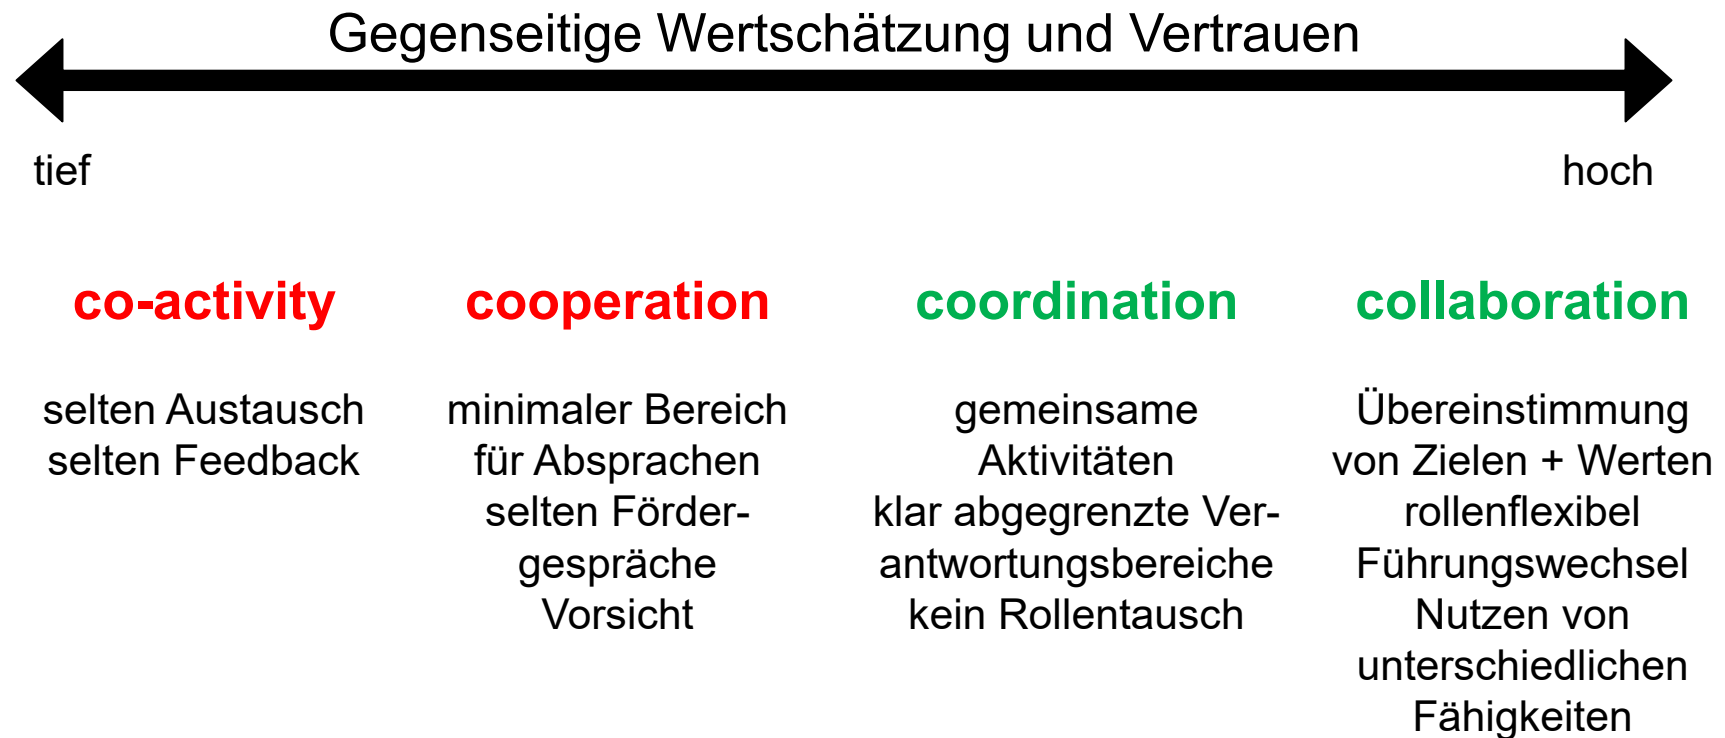 Gegenseitige Wertschätzung und Vertrauen
tief
hoch
co-activity
selten Austausch
selten Feedback
cooperation
minimaler Bereich
für Absprachen
selten Förder-
gespräche
Vorsicht
coordination
gemeinsame
Aktivitäten
klar abgegrenzte Ver-
antwortungsbereiche
kein Rollentausch
collaboration
Übereinstimmung
von Zielen + Werten
rollenflexibel
Führungswechsel
Nutzen von
unterschiedlichen
Fähigkeiten